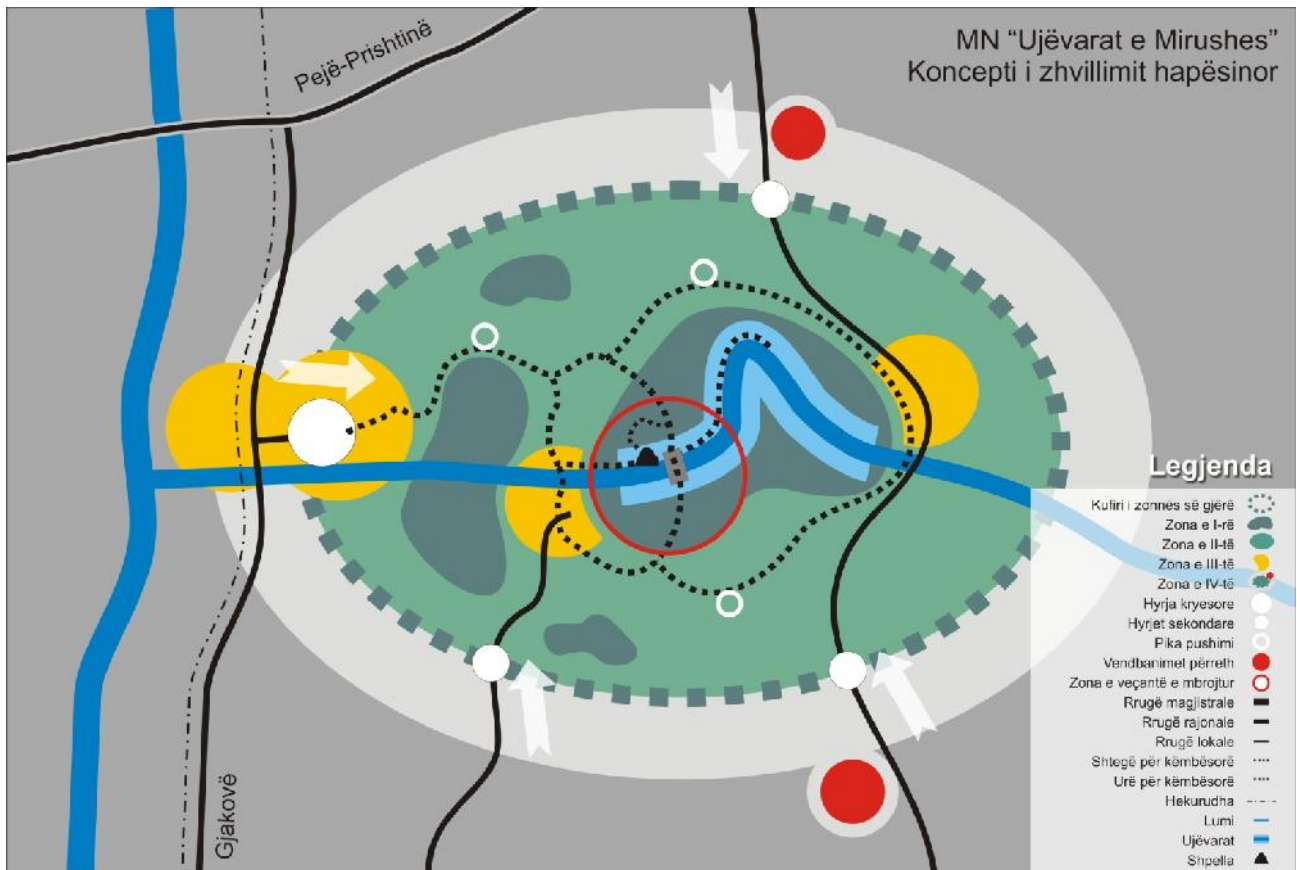 MN “Ujëvarat e Mirushes”
Koncepti i zhvillimit hapësinor
Pejë-Prishtinë
Gjakovë
Legjenda
Kufiri i zonnës së gjërë
Zona e I-rë
Zona e II-të
Zona e III-të
Zona e IV-të
Hyrja kryesore
Hyrjet sekondare
Pika pushimi
Vendbanimet përreth
Zona e veçantë e mbrojtur
Rrugë magjistrale
Rrugë rajonale
Rrugë lokale
Shtegë për këmbësorë
Urë për këmbësorë
Hekurudha
Lumi
Ujëvarat
Shpella